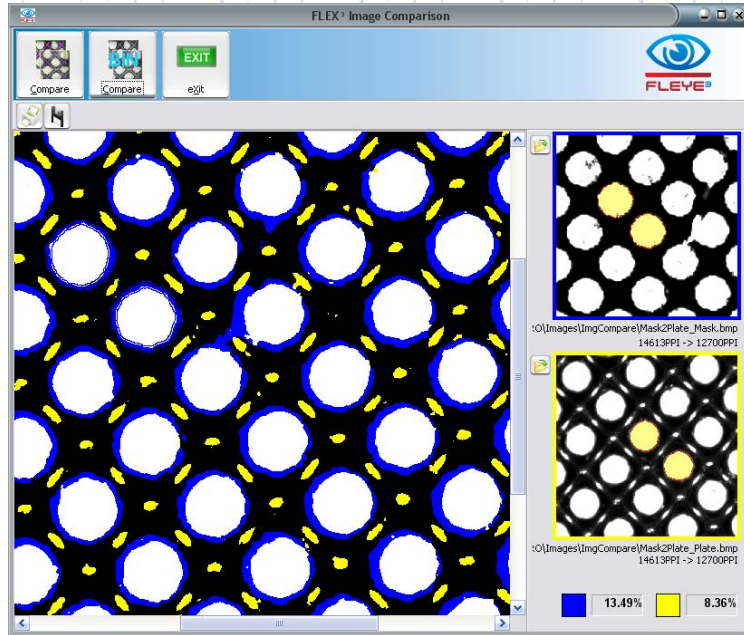 FLEX³ Image Comparison
Compare
BIN
Compare
EXIT
eXit
FLEYE³
:O\Images\ImgCompare\Mask2Plate_Mask.bmp
14613PPI -> 12700PPI
:O\Images\ImgCompare\Mask2Plate_Plate.bmp
14613PPI -> 12700PPI
13.49%
8.36%